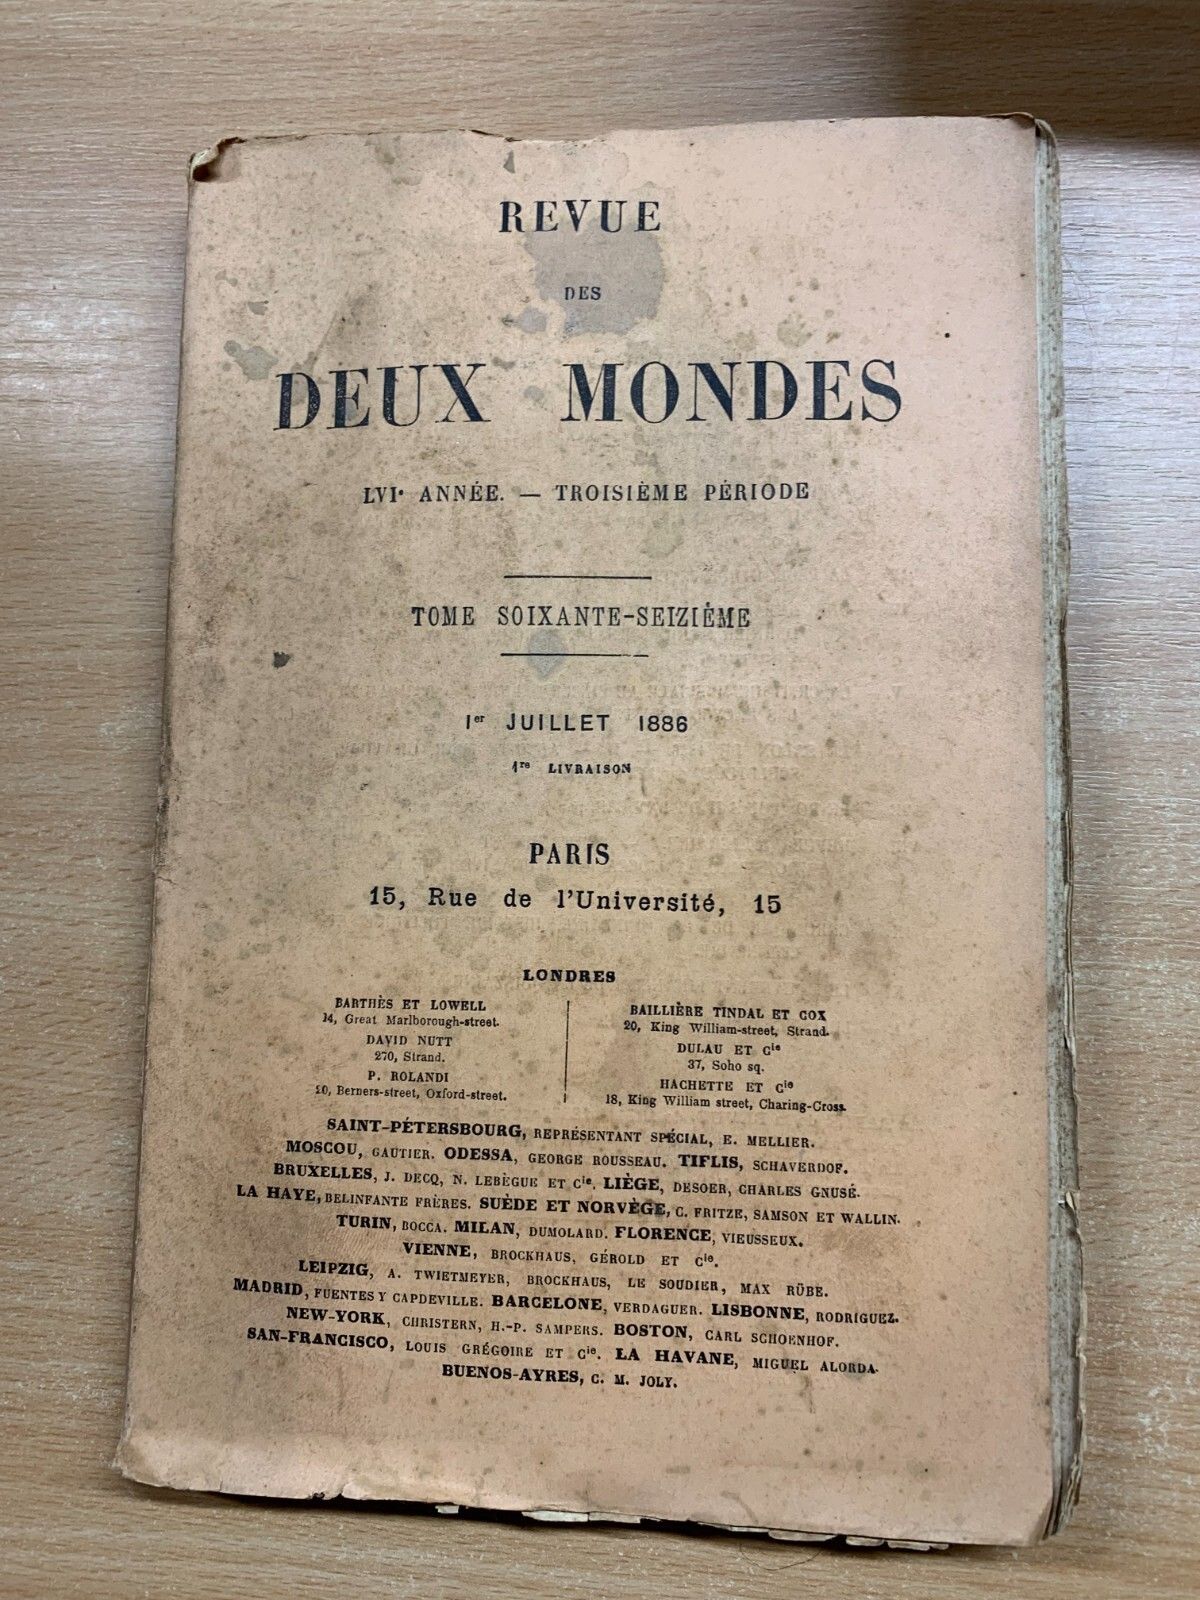 REVUE
DES
DEUX MONDES
LVIe ANNÉE. — TROISIÈME PÉRIODE
TOME SOIXANTE-SEIZIÈME
1er JUILLET 1886
1re LIVRAISON
PARIS
15, Rue de l'Université, 15
LONDRES
BARTHÈS ET LOWELL
14, Great Marlborough-street.
DAVID NUTT
270, Strand.
P. ROLANDI
20, Berners-street, Oxford-street.
BAILLIÈRE TINDAL ET COX
20, King William-street, Strand.
DULAU ET Cie
37, Soho sq.
HACHETTE ET Cie
18, King William street, Charing-Cross.
SAINT-PÉTERSBOURG, REPRÉSENTANT SPÉCIAL, E. MELLIER.
MOSCOU, GAUTIER. ODESSA, GEORGE ROUSSEAU. TIFLIS, SCHAVERDOF.
BRUXELLES, J. DECQ, N. LEBÈGUE ET Cie. LIÈGE, DESOER, CHARLES GNUSÉ.
LA HAYE, BELINFANTE FRÈRES. SUÈDE ET NORVÈGE, C. FRITZE, SAMSON ET WALLIN.
TURIN, BOCCA. MILAN, DUMOLARD. FLORENCE, VIEUSSEUX.
VIENNE, BROCKHAUS, GÉROLD ET Cie.
LEIPZIG, A. TWIETMEYER, BROCKHAUS, LE SOUDIER, MAX RÜBE.
MADRID, FUENTES Y CAPDEVILLE. BARCELONE, VERDAGUER. LISBONNE, RODRIGUEZ.
NEW-YORK, CHRISTERN, H.-P. SAMPERS. BOSTON, CARL SCHOENHOF.
SAN-FRANCISCO, LOUIS GRÉGOIRE ET Cie. LA HAVANE, MIGUEL ALORDA.
BUENOS-AYRES, C. M. JOLY.